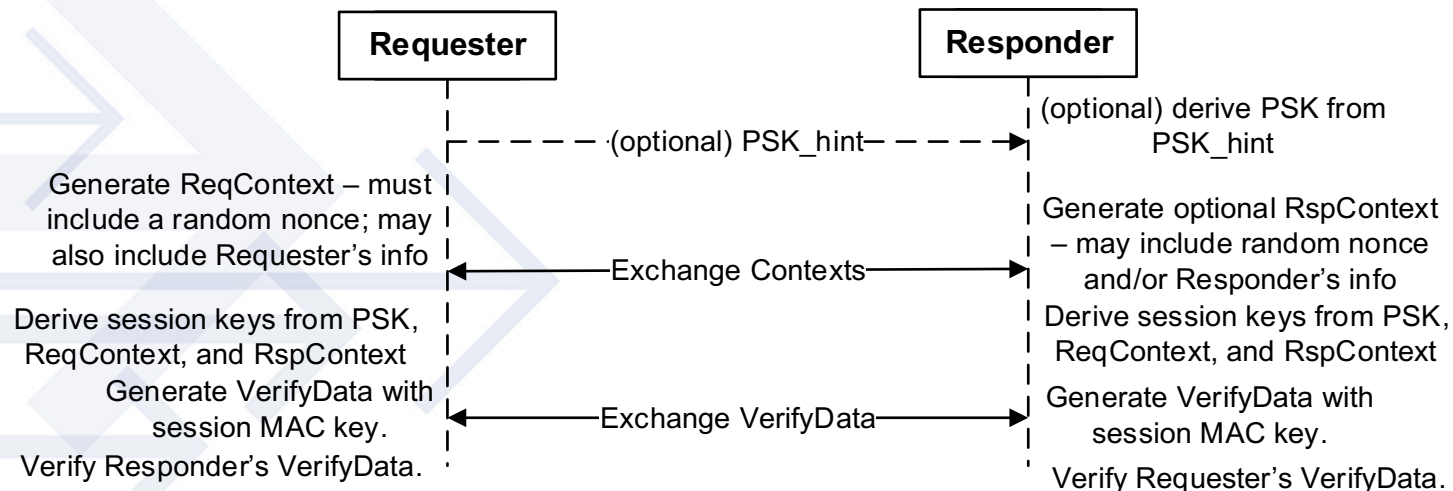 Requester
Responder
(optional) derive PSK from
PSK_hint
(optional) PSK_hint
Generate ReqContext – must
include a random nonce; may
also include Requester’s info
Generate optional RspContext
– may include random nonce
and/or Responder’s info
Exchange Contexts
Derive session keys from PSK,
ReqContext, and RspContext
Derive session keys from PSK,
ReqContext, and RspContext
Generate VerifyData with
session MAC key.
Exchange VerifyData
Generate VerifyData with
session MAC key.
Verify Responder’s VerifyData.
Verify Requester’s VerifyData.